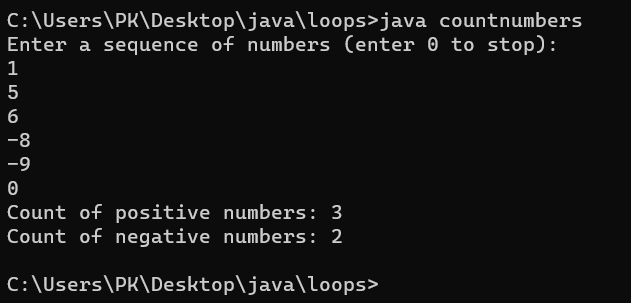 C:\Users\PK\Desktop\java\loops>java countnumbers
Enter a sequence of numbers (enter 0 to stop):
1
5
6
-8
-9
0
Count of positive numbers: 3
Count of negative numbers: 2
C:\Users\PK\Desktop\java\loops>